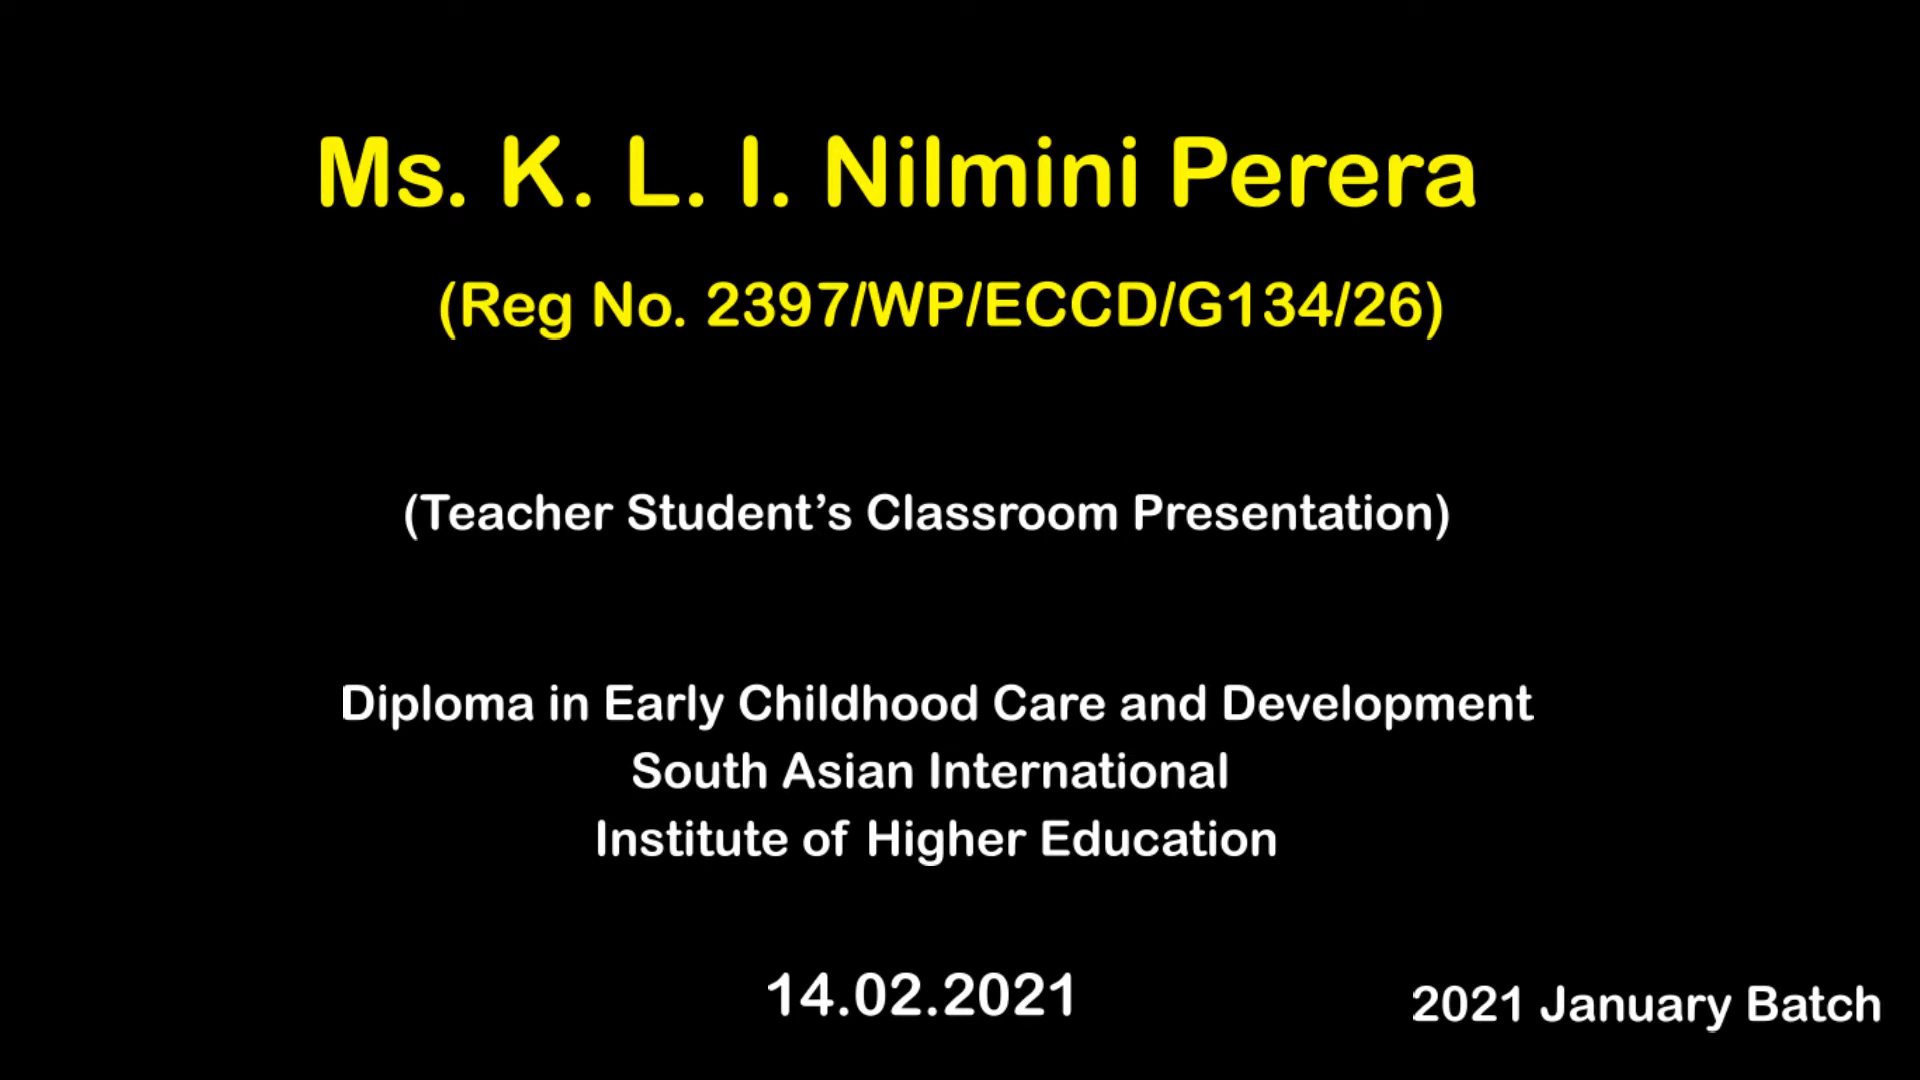 Ms. K. L. I. Nilmini Perera
(Reg No. 2397/WP/ECCD/G134/26)
(Teacher Student’s Classroom Presentation)
Diploma in Early Childhood Care and Development
South Asian International
Institute of Higher Education
14.02.2021
2021 January Batch